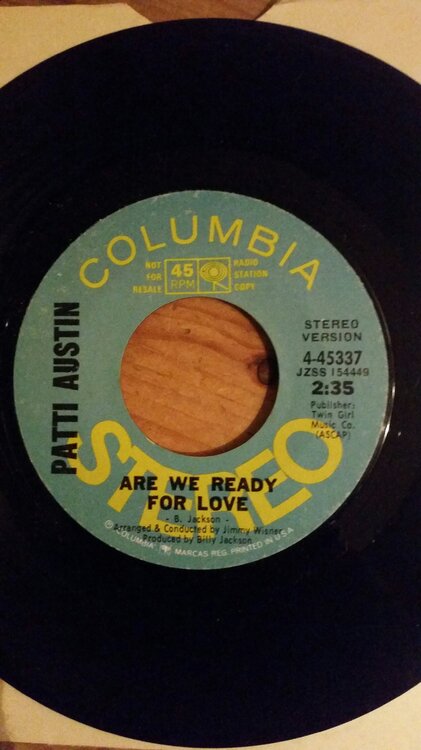 COLUMBIA
NOT
FOR
RESALE
45
RPM
RADIO
STATION
COPY
PATTI AUSTIN
STEREO
VERSION
4-45337
JZSS 154449
2:35
Publisher:
Twin Girl
Music Co.
(ASCAP)
STEREO
ARE WE READY
FOR LOVE
- B. Jackson -
Arranged & Conducted by Jimmy Wisner
Produced by Billy Jackson
© COLUMBIA MARCAS REG. PRINTED IN U.S.A.